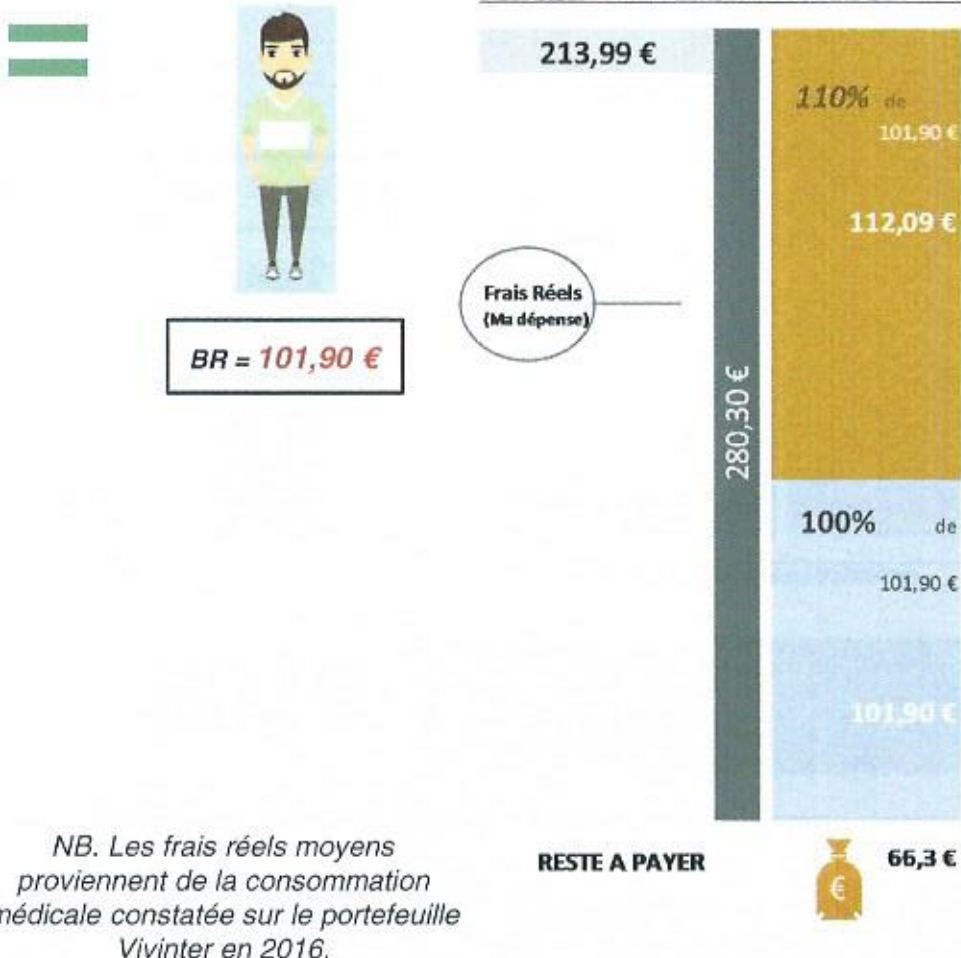 213,99 €
110% de
101,90 €
112,09 €
Frais Réels
(Ma dépense)
BR = 101,90 €
280,30 €
100% de
101,90 €
101,90 €
NB. Les frais réels moyens
proviennent de la consommation
médicale constatée sur le portefeuille
Vivinter en 2016.
RESTE A PAYER
€
66,3 €